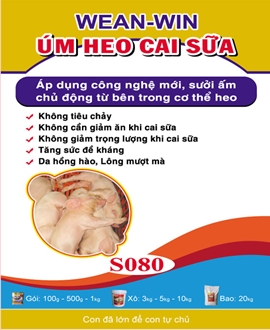 WEAN-WIN
ÚM HEO CAI SỮA
Áp dụng công nghệ mới, sưởi ấm
chủ động từ bên trong cơ thể heo
Không tiêu chảy
Không cần giảm ăn khi cai sữa
Không giảm trọng lượng khi cai sữa
Tăng sức đề kháng
Da hồng hào, Lông mượt mà
S080
Gói: 100g - 500g - 1kg
Xô: 3kg - 5kg - 10kg
Bao: 20kg
Con đã lớn để con tự chủ